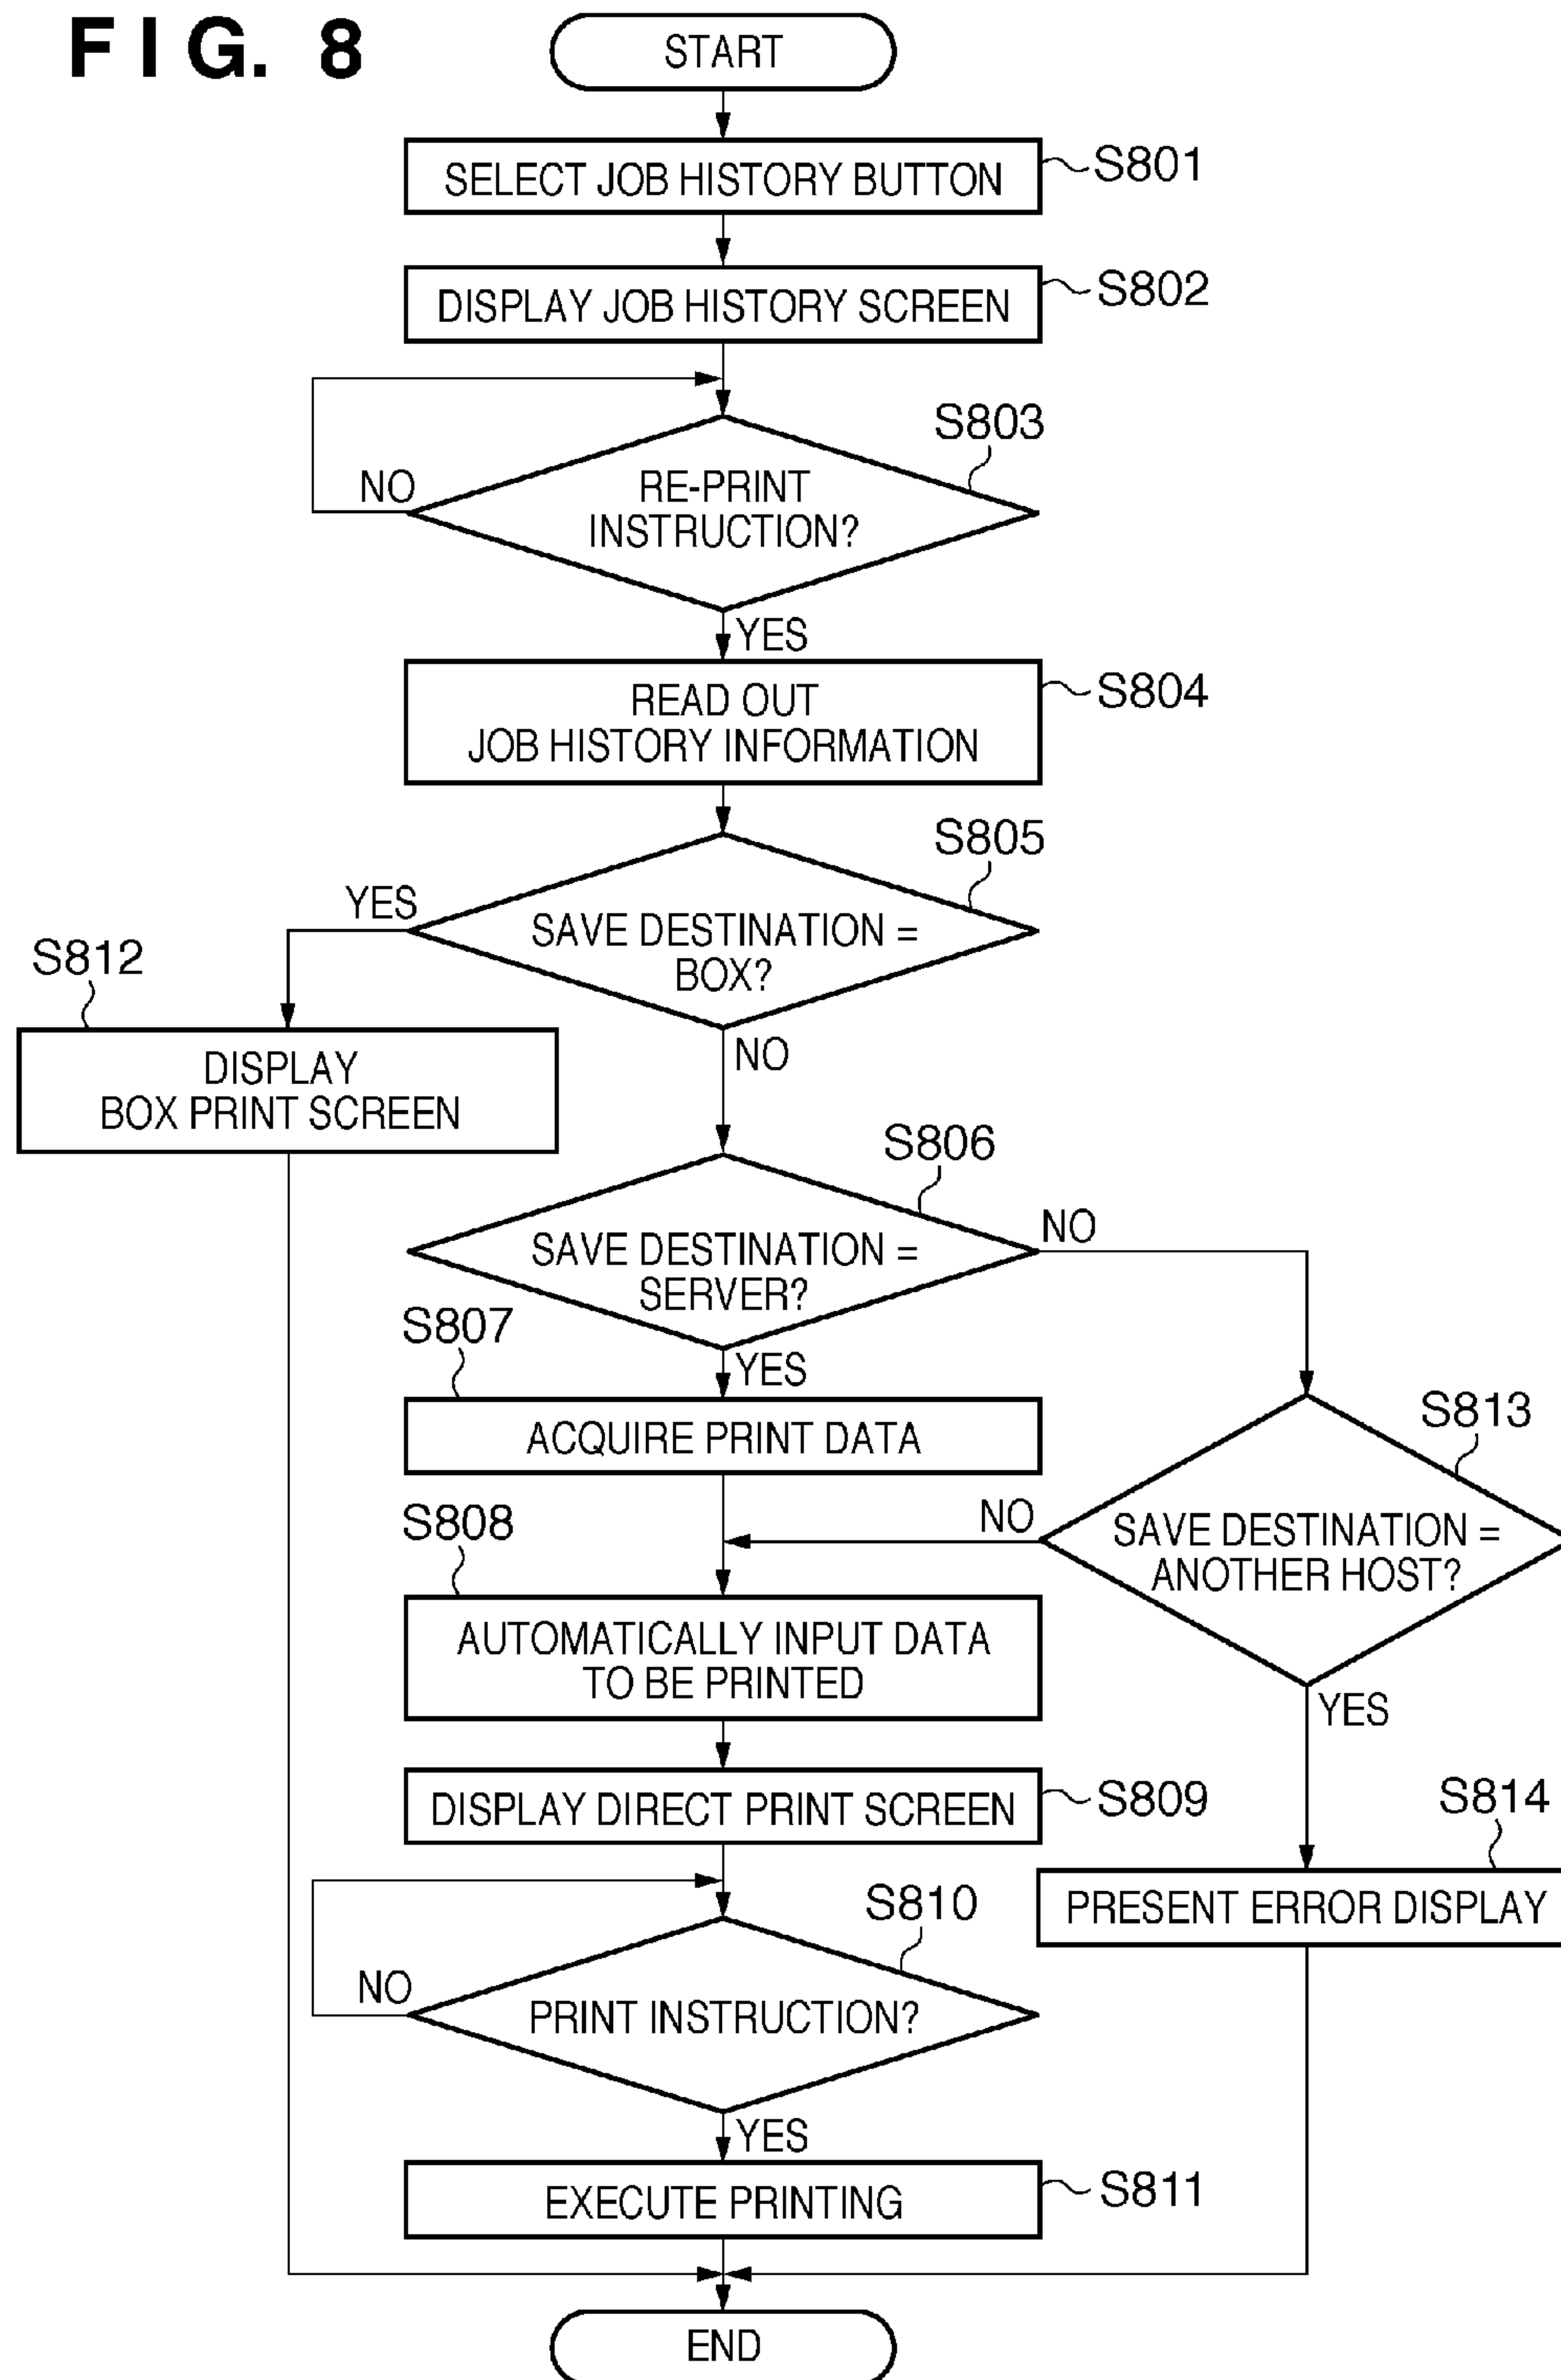 FIG. 8
START
SELECT JOB HISTORY BUTTON
S801
DISPLAY JOB HISTORY SCREEN
S802
S803
NO
RE-PRINT
INSTRUCTION?
YES
READ OUT
JOB HISTORY INFORMATION
S804
S805
YES
SAVE DESTINATION =
BOX?
S812
NO
DISPLAY
BOX PRINT SCREEN
S806
NO
SAVE DESTINATION =
SERVER?
S807
YES
ACQUIRE PRINT DATA
S813
S808
NO
SAVE DESTINATION =
ANOTHER HOST?
AUTOMATICALLY INPUT DATA
TO BE PRINTED
YES
DISPLAY DIRECT PRINT SCREEN
S809
S814
S810
PRESENT ERROR DISPLAY
NO
PRINT INSTRUCTION?
YES
EXECUTE PRINTING
S811
END